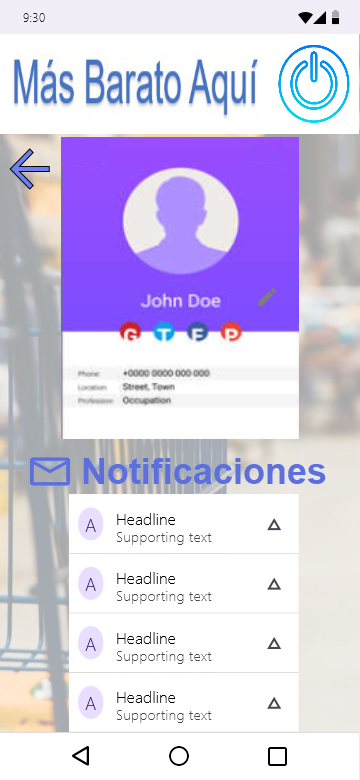 9:30
Más Barato Aquí
John Doe
G T F P
Phone +0000 0000 000 000
Location Street, Town
Profession Occupation
Notificaciones
A Headline
Supporting text
A Headline
Supporting text
A Headline
Supporting text
A Headline
Supporting text